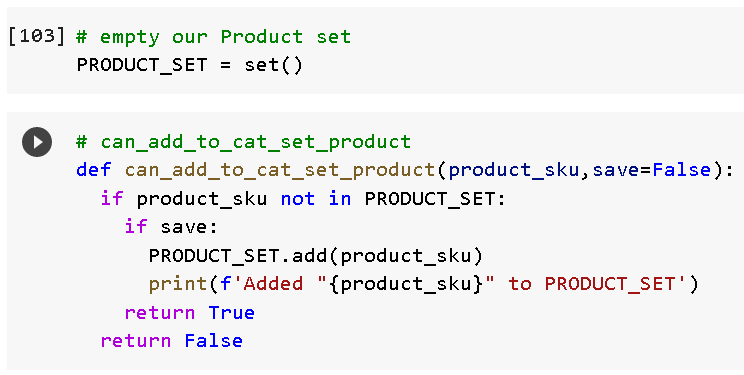 [103] # empty our Product set
PRODUCT_SET = set()
# can_add_to_cat_set_product
def can_add_to_cat_set_product(product_sku,save=False):
  if product_sku not in PRODUCT_SET:
    if save:
      PRODUCT_SET.add(product_sku)
      print(f'Added "{product_sku}" to PRODUCT_SET')
    return True
  return False